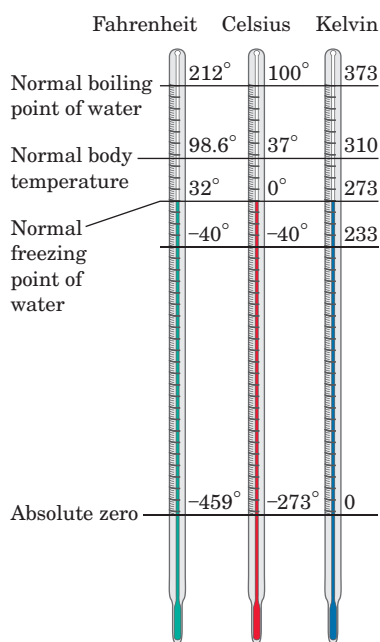 Fahrenheit Celsius Kelvin
Normal boiling
point of water
212° 100° 373
Normal body
temperature
98.6° 37° 310
32° 0° 273
Normal
freezing
point of
water
–40° –40° 233
Absolute zero
–459° –273° 0